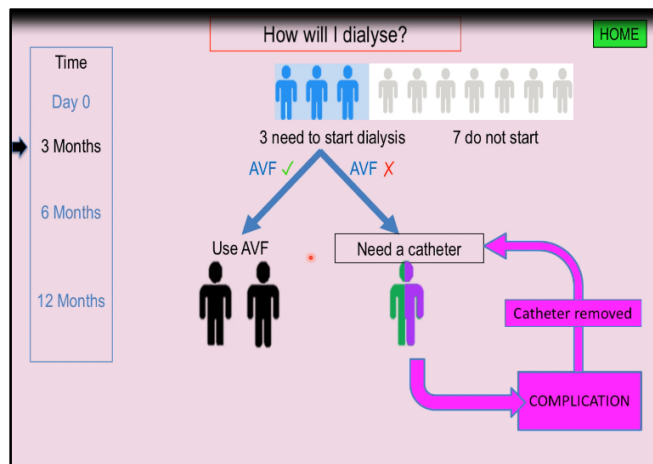 How will I dialyse?
HOME
Time
Day 0
3 Months
6 Months
12 Months
3 need to start dialysis
7 do not start
AVF ✓
AVF ✗
Use AVF
Need a catheter
Catheter removed
COMPLICATION